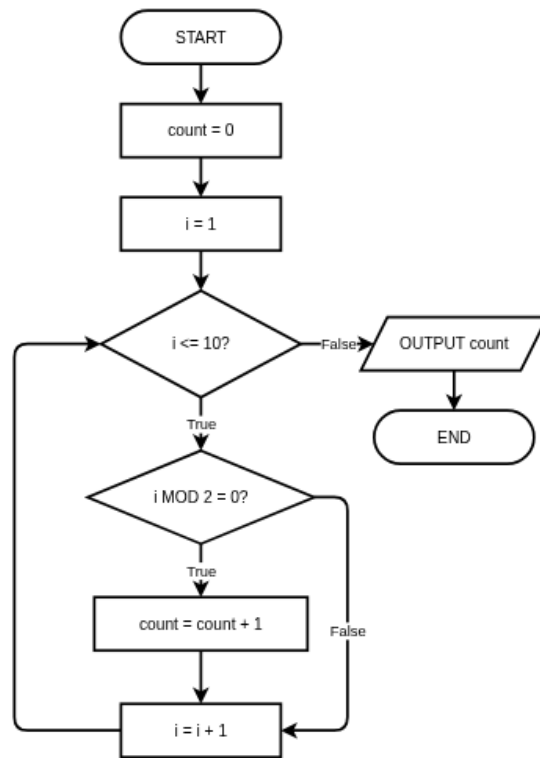 START
count = 0
i = 1
i <= 10?
False
OUTPUT count
True
END
i MOD 2 = 0?
True
count = count + 1
False
i = i + 1